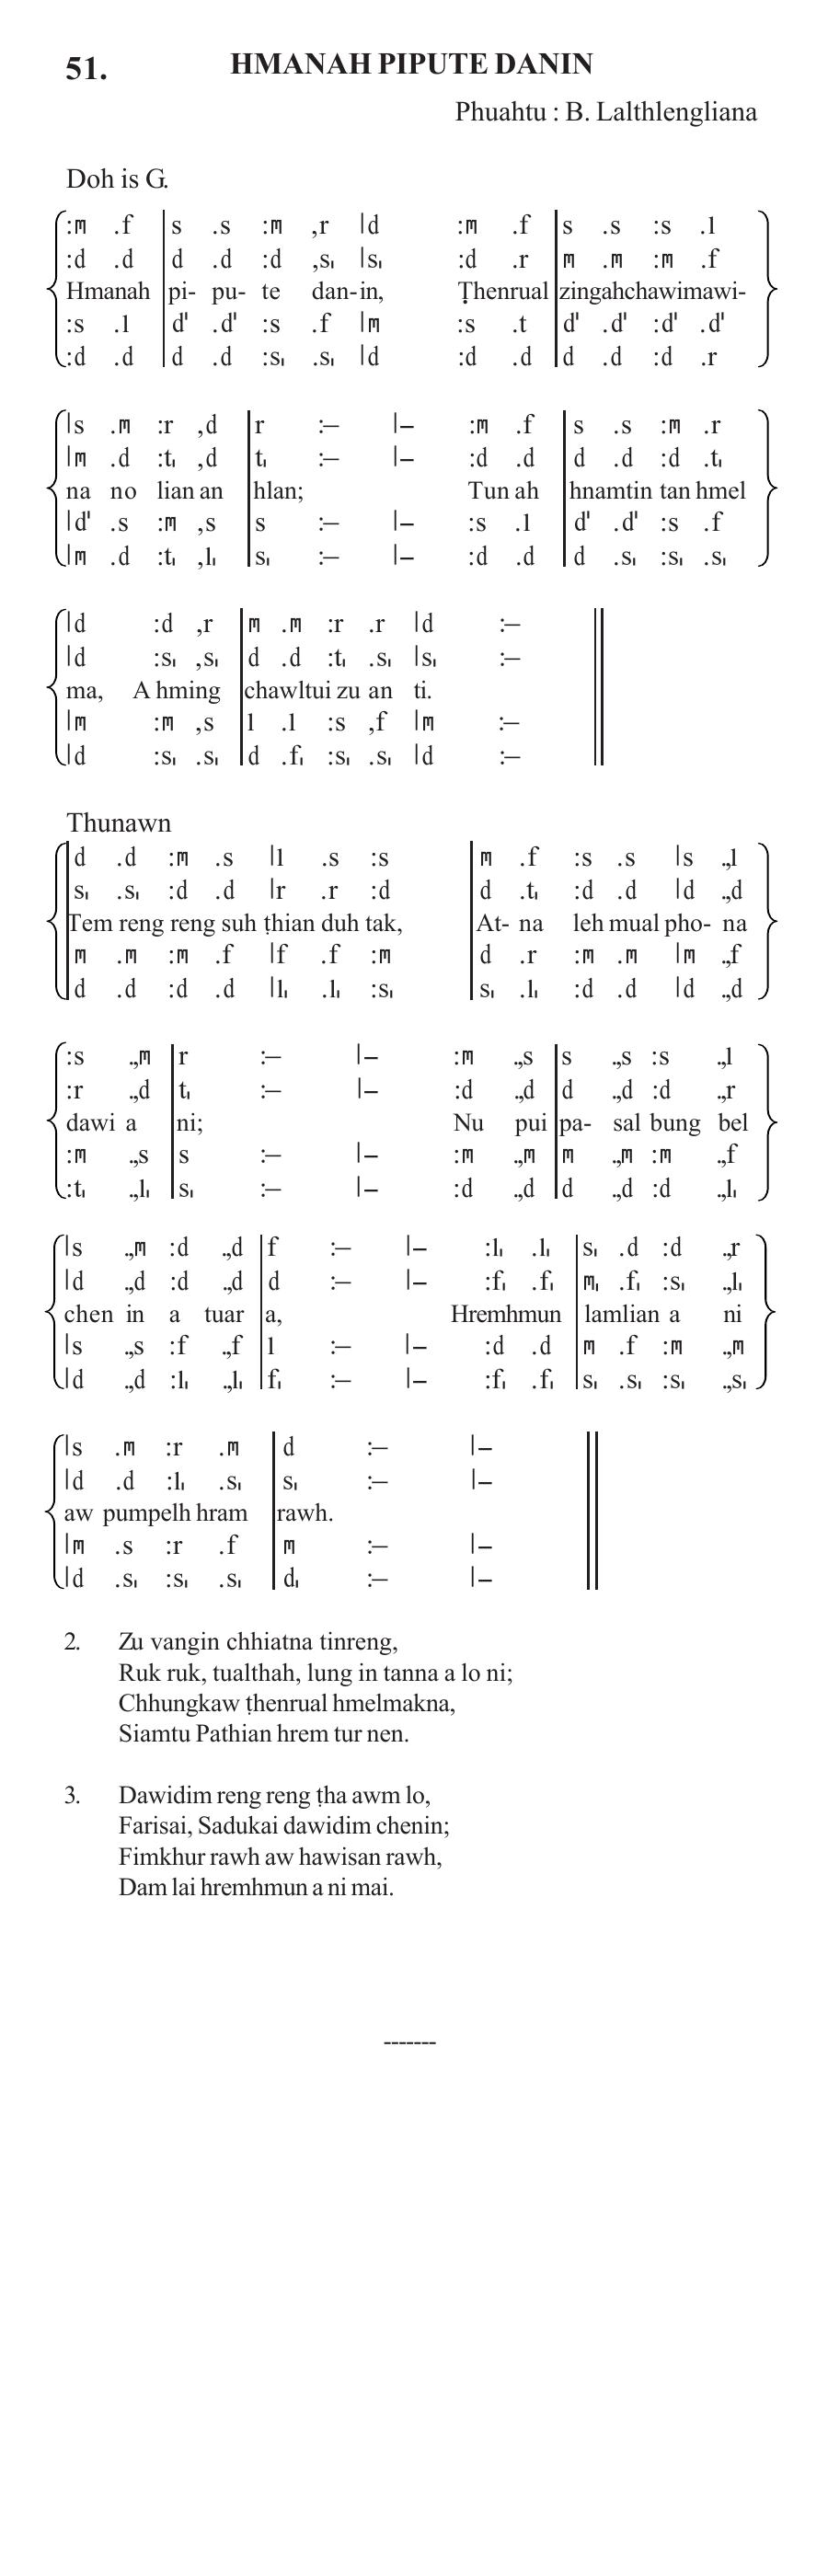 51. HMANAH PIPUTE DANIN
Phuahtu : B. Lalthlengliana
Doh is G.
:m .f | s .s :m ,r |d :m .f | s .s :s .l
:d .d | d .d :d ,s₁ |s₁ :d .r | m .m :m .f
Hmanah pi- pu- te dan-in, Ṭhenrual zingahchawimawi-
:s .l | d' .d' :s .f |m :s .t | d' .d' :d' .d'
:d .d | d .d :s₁ .s₁ |d :d .d | d .d :d .r
|s .m :r ,d | r :– |– :m .f | s .s :m .r
|m .d :t₁ ,d | t₁ :– |– :d .d | d .d :d .t₁
na no lian an hlan; Tun ah hnamtin tan hmel
|d' .s :m ,s | s :– |– :s .l | d' .d' :s .f
|m .d :t₁ ,l₁ | s₁ :– |– :d .d | d .s₁ :s₁ .s₁
|d :d ,r | m .m :r .r |d :– ||
|d :s₁ ,s₁ | d .d :t₁ .s₁ |s₁ :– ||
ma, A hming chawltui zu an ti.
|m :m ,s | l .l :s ,f |m :– ||
|d :s₁ .s₁ | d .f₁ :s₁ .s₁ |d :– ||
Thunawn
| d .d :m .s |l .s :s | m .f :s .s |s .,l
| s₁ .s₁ :d .d |r .r :d | d .t₁ :d .d |d .,d
Tem reng reng suh ṭhian duh tak, At- na leh mual pho- na
| m .m :m .f |f .f :m | d .r :m .m |m .,f
| d .d :d .d |l₁ .l₁ :s₁ | s₁ .l₁ :d .d |d .,d
:s .,m | r :– |– :m .,s | s .,s :s .,l
:r .,d | t₁ :– |– :d .,d | d .,d :d .,r
dawi a ni; Nu pui pa- sal bung bel
:m .,s | s :– |– :m .,m | m .,m :m .,f
:t₁ .,l₁ | s₁ :– |– :d .,d | d .,d :d .,l₁
|s .,m :d .,d | f :– |– :l₁ .l₁ | s₁ .d :d .,r
|d .,d :d .,d | d :– |– :f₁ .f₁ | m₁ .f₁ :s₁ .,l₁
chen in a tuar a, Hremhmun lamlian a ni
|s .,s :f .,f | l :– |– :d .d | m .f :m .,m
|d .,d :l₁ .,l₁ | f₁ :– |– :f₁ .f₁ | s₁ .s₁ :s₁ .,s₁
|s .m :r .m | d :– |– ||
|d .d :l₁ .s₁ | s₁ :– |– ||
aw pumpelh hram rawh.
|m .s :r .f | m :– |– ||
|d .s₁ :s₁ .s₁ | d₁ :– |– ||
2. Zu vangin chhiatna tinreng,
Ruk ruk, tualthah, lung in tanna a lo ni;
Chhungkaw ṭhenrual hmelmakna,
Siamtu Pathian hrem tur nen.
3. Dawidim reng reng ṭha awm lo,
Farisai, Sadukai dawidim chenin;
Fimkhur rawh aw hawisan rawh,
Dam lai hremhmun a ni mai.
-------